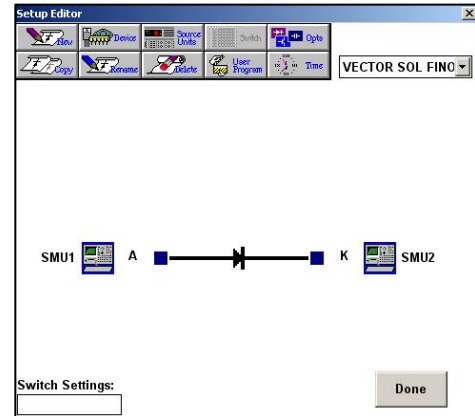 Setup Editor
New Device Source Units Switch Opts
Copy Rename Delete User Program Time
VECTOR SOL FINO
SMU1 A K SMU2
Switch Settings:
Done